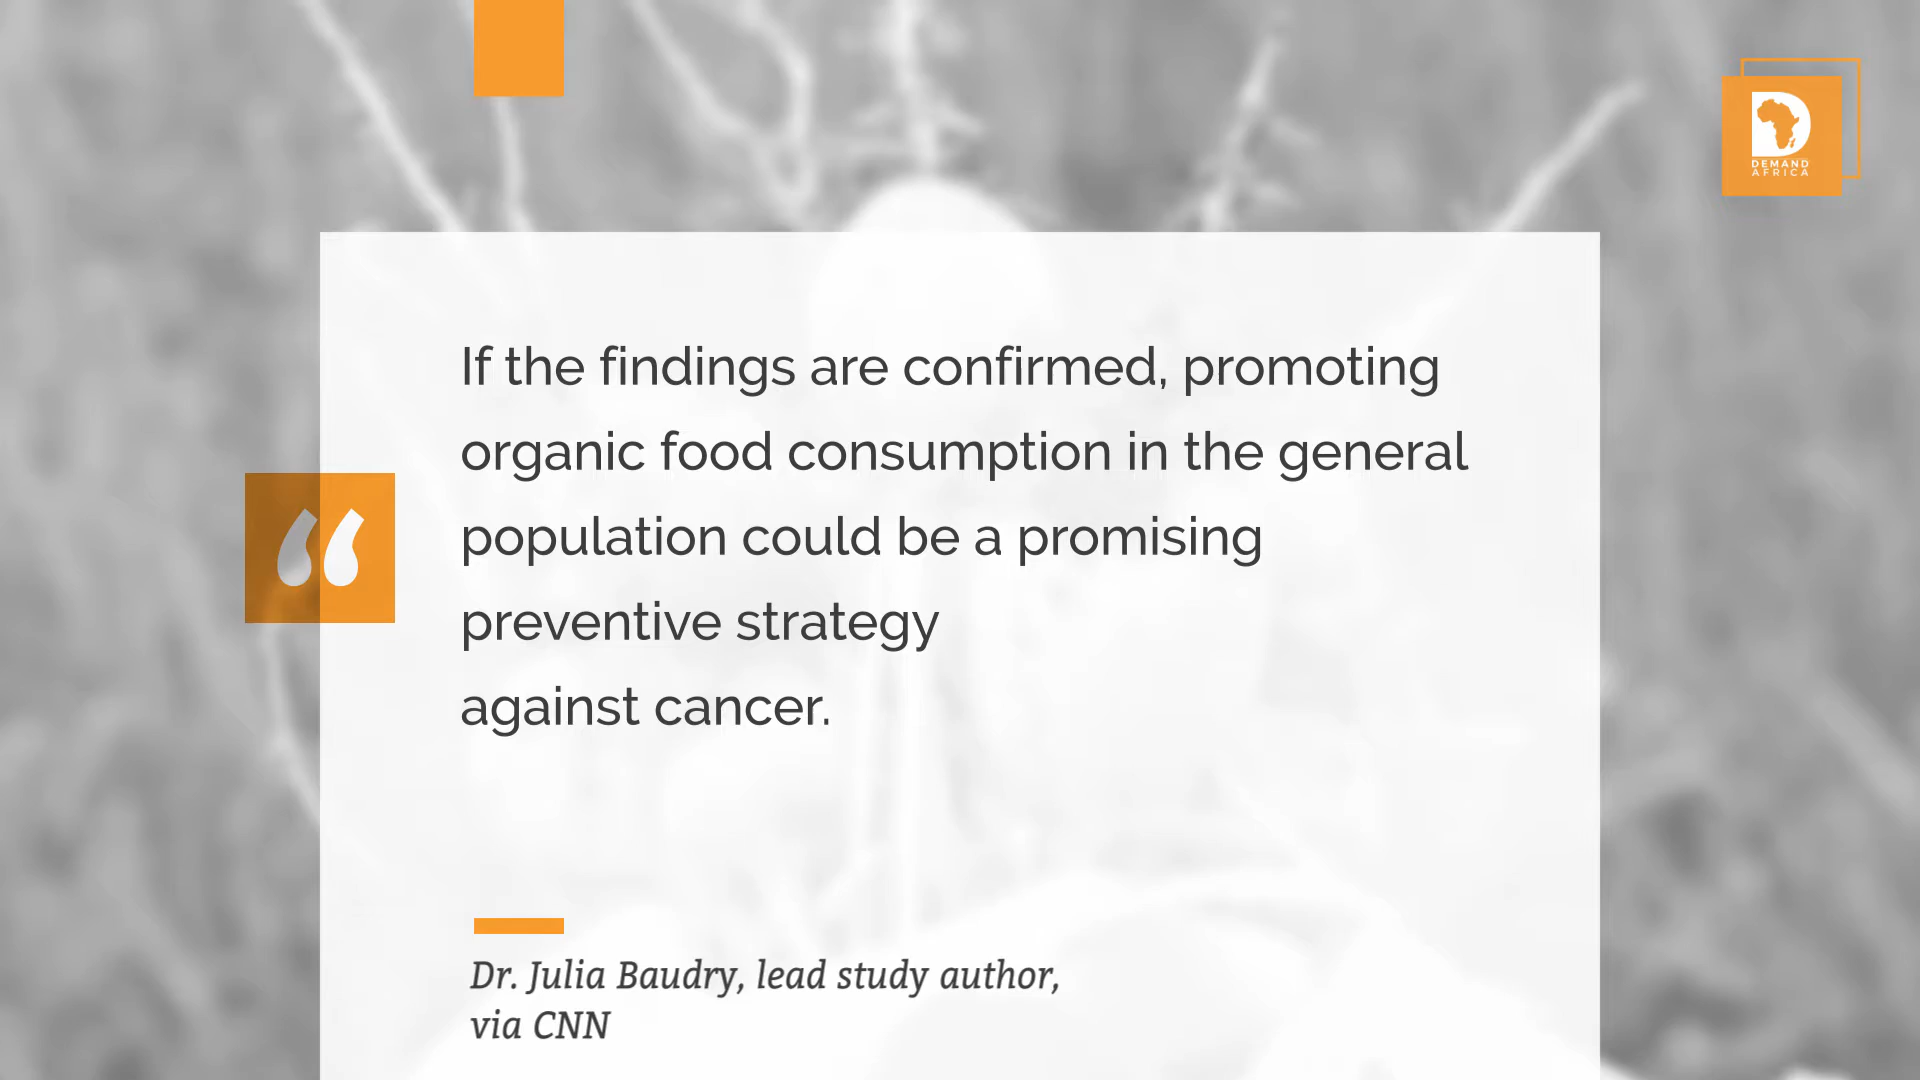 DEMAND
AFRICA
“
If the findings are confirmed, promoting
organic food consumption in the general
population could be a promising
preventive strategy
against cancer.
Dr. Julia Baudry, lead study author,
via CNN